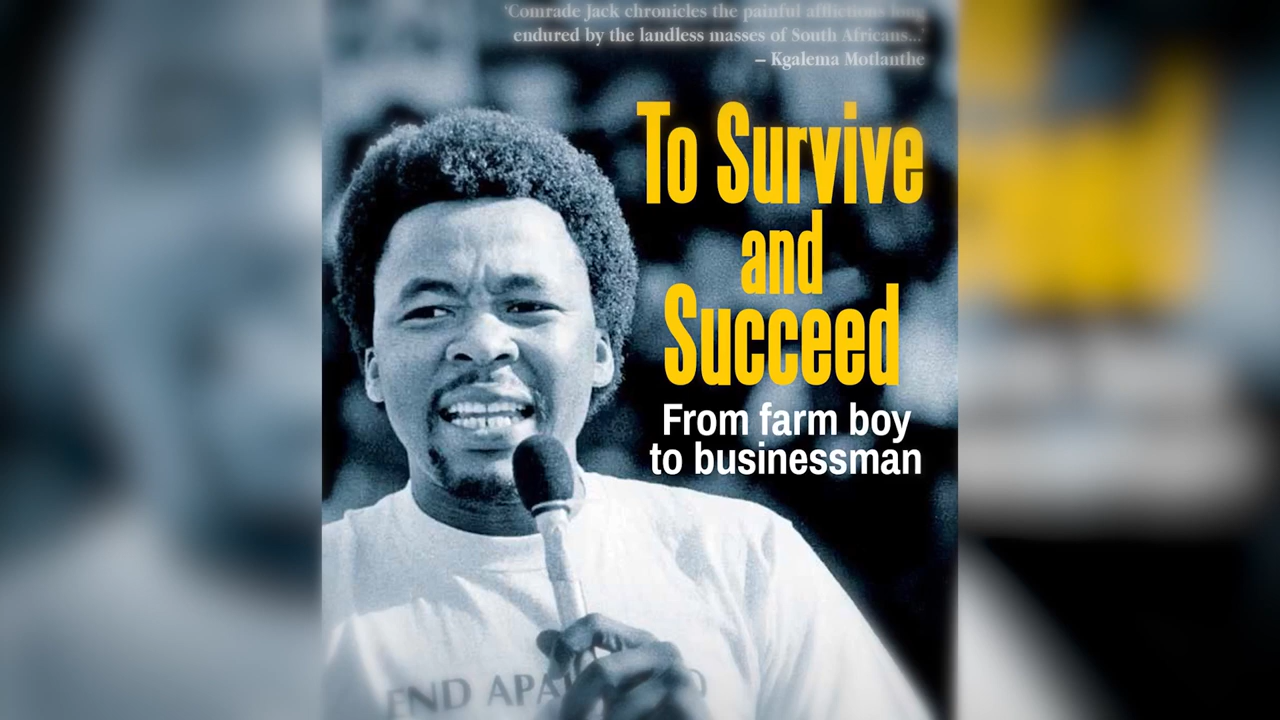 ‘Comrade Jack chronicles the painful afflictions long
endured by the landless masses of South Africans...’
– Kgalema Motlanthe
To Survive
and
Succeed
From farm boy
to businessman
END APA